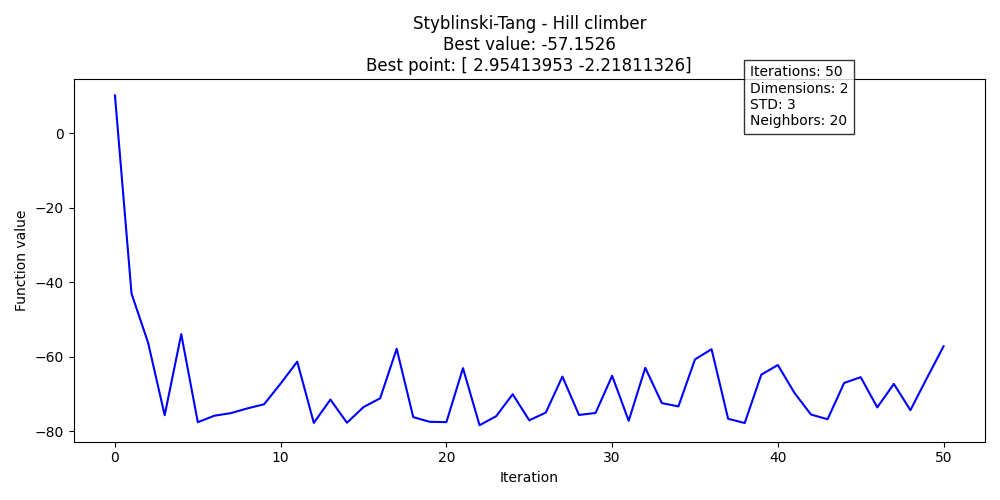 Styblinski-Tang - Hill climber
Best value: -57.1526
Best point: [ 2.95413953 -2.21811326]
Iterations: 50
Dimensions: 2
STD: 3
Neighbors: 20
Function value
0
−20
−40
−60
−80
0 10 20 30 40 50
Iteration